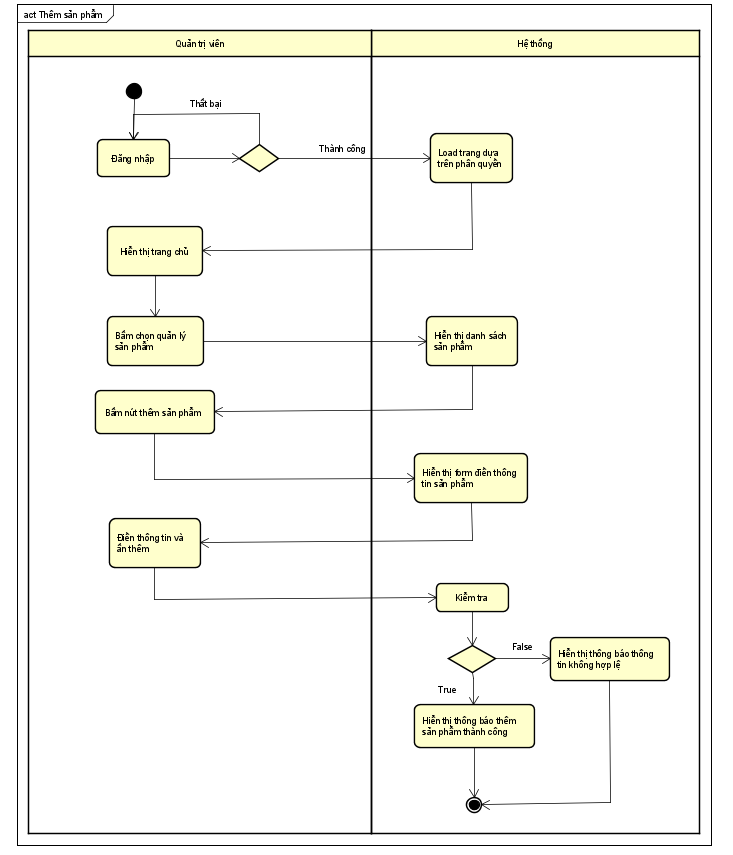 act Thêm sản phẩm
Quản trị viên
Hệ thống
Thất bại
Đăng nhập
Thành công
Load trang dựa
trên phân quyền
Hiển thị trang chủ
Bấm chọn quản lý
sản phẩm
Hiển thị danh sách
sản phẩm
Bấm nút thêm sản phẩm
Hiển thị form điền thông
tin sản phẩm
Điền thông tin và
ấn thêm
Kiểm tra
False
Hiển thị thông báo thông
tin không hợp lệ
True
Hiển thị thông báo thêm
sản phẩm thành công